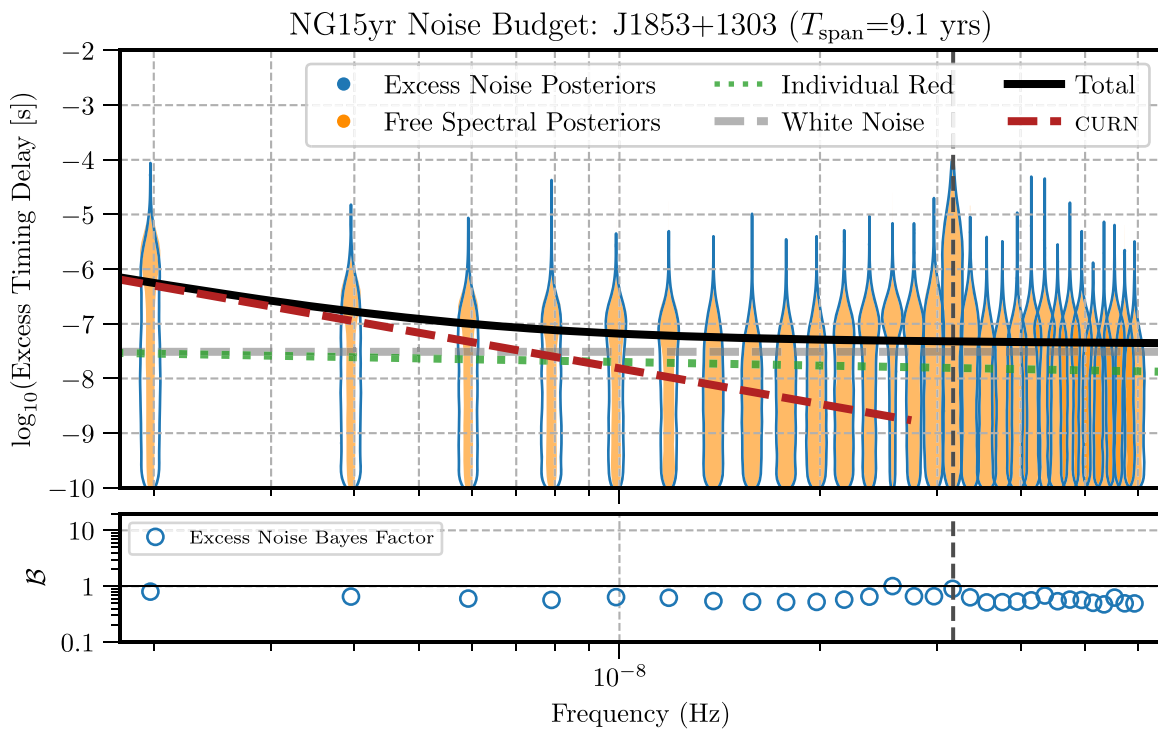 NG15yr Noise Budget: J1853+1303 (Tspan=9.1 yrs)
Excess Noise Posteriors
Free Spectral Posteriors
Individual Red
White Noise
Total
CURN
log10(Excess Timing Delay [s])
−2
−3
−4
−5
−6
−7
−8
−9
−10
Excess Noise Bayes Factor
ℬ
10
1
0.1
10−8
Frequency (Hz)